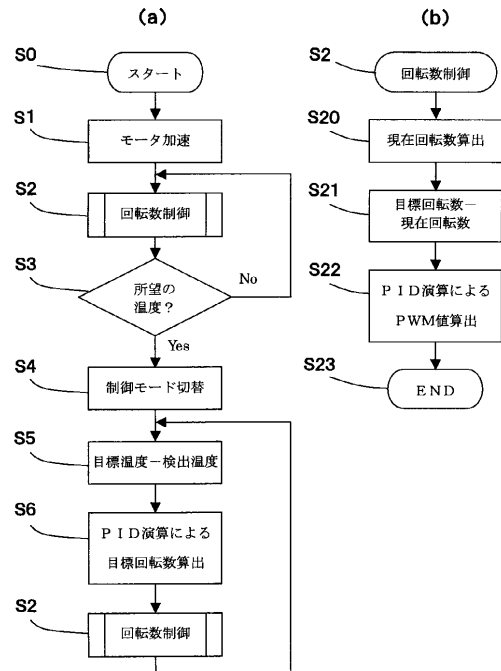 (a)
S0
スタート
S1
モータ加速
S2
回転数制御
S3
所望の
温度?
No
Yes
S4
制御モード切替
S5
目標温度－検出温度
S6
ＰＩＤ演算による
目標回転数算出
S2
回転数制御
(b)
S2
回転数制御
S20
現在回転数算出
S21
目標回転数－
現在回転数
S22
ＰＩＤ演算による
ＰＷＭ値算出
S23
ＥＮＤ